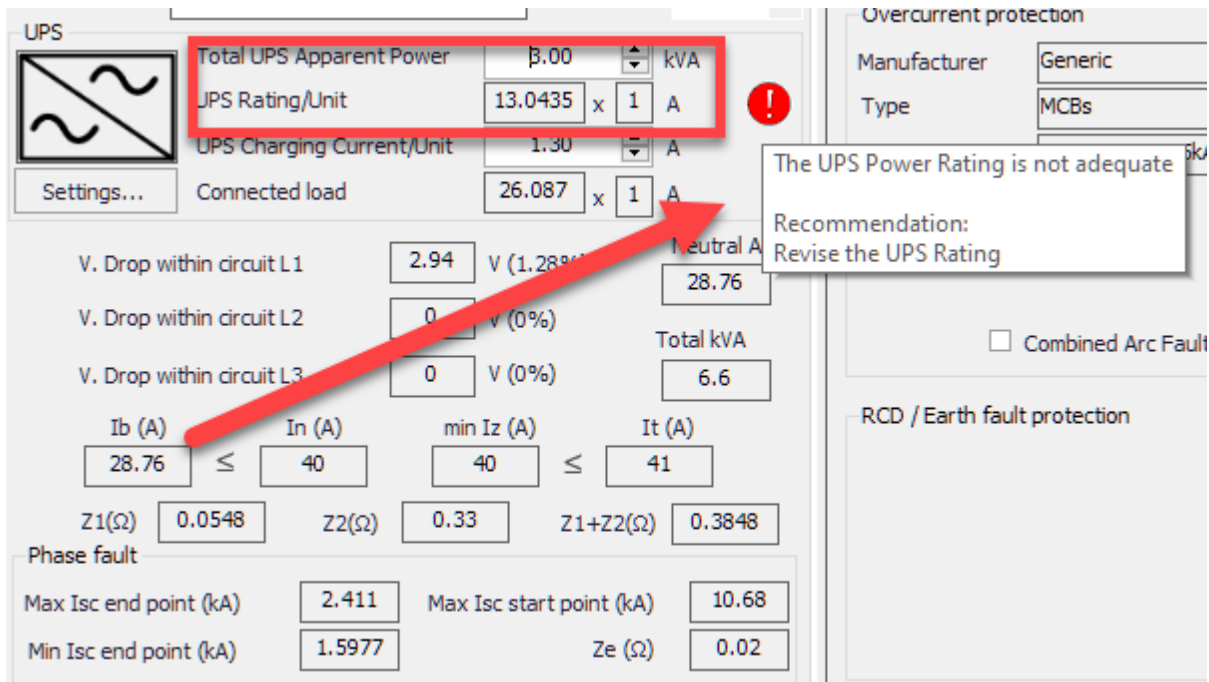 UPS
Total UPS Apparent Power 3.00 kVA
UPS Rating/Unit 13.0435 x 1 A
UPS Charging Current/Unit 1.30 A
Settings... Connected load 26.087 x 1 A
V. Drop within circuit L1 2.94 V (1.28%)
Neutral A
28.76
V. Drop within circuit L2 0 V (0%)
Total kVA
V. Drop within circuit L3 0 V (0%) 6.6
Ib (A) In (A) min Iz (A) It (A)
28.76 ≤ 40 40 ≤ 41
Z1(Ω) 0.0548 Z2(Ω) 0.33 Z1+Z2(Ω) 0.3848
Phase fault
Max Isc end point (kA) 2.411 Max Isc start point (kA) 10.68
Min Isc end point (kA) 1.5977 Ze (Ω) 0.02
Overcurrent protection
Manufacturer Generic
Type MCBs
The UPS Power Rating is not adequate
Recommendation:
Revise the UPS Rating
Combined Arc Fault
RCD / Earth fault protection